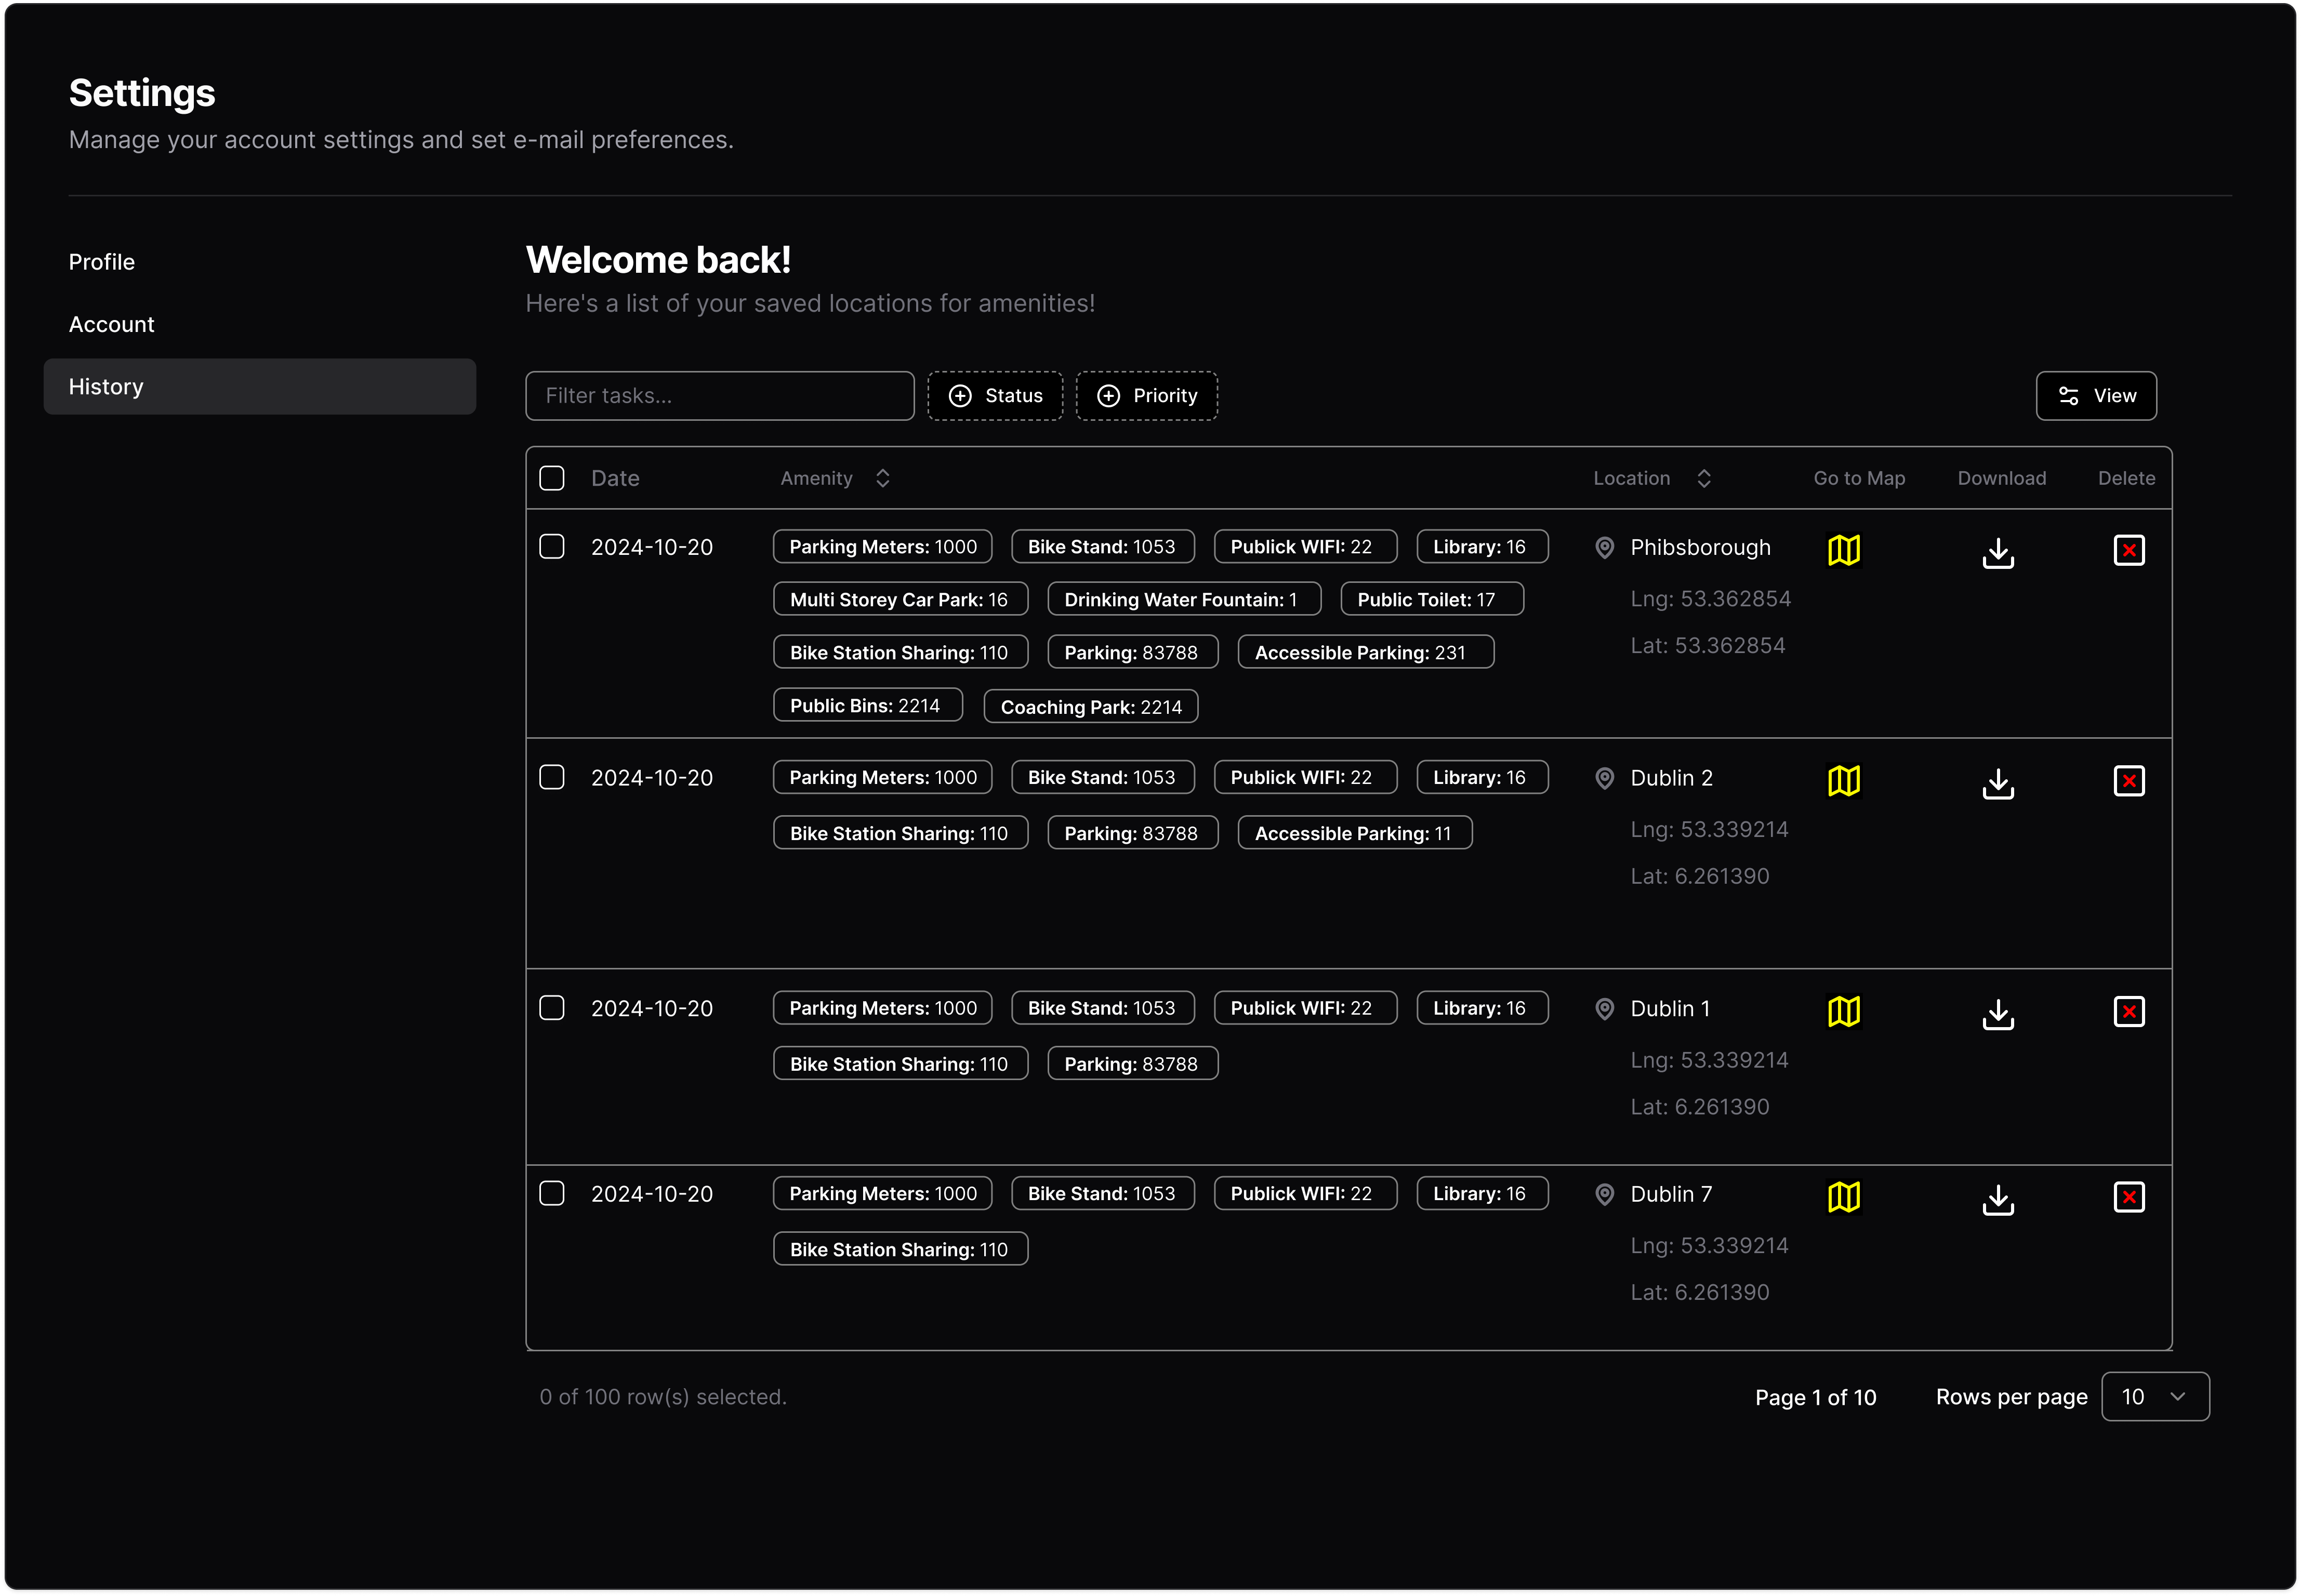 Settings
Manage your account settings and set e-mail preferences.
Profile
Account
History
Welcome back!
Here's a list of your saved locations for amenities!
Filter tasks...
Status
Priority
View
Date
Amenity
Location
Go to Map
Download
Delete
2024-10-20
Parking Meters: 1000
Bike Stand: 1053
Publick WIFI: 22
Library: 16
Multi Storey Car Park: 16
Drinking Water Fountain: 1
Public Toilet: 17
Bike Station Sharing: 110
Parking: 83788
Accessible Parking: 231
Public Bins: 2214
Coaching Park: 2214
Phibsborough
Lng: 53.362854
Lat: 53.362854
2024-10-20
Parking Meters: 1000
Bike Stand: 1053
Publick WIFI: 22
Library: 16
Bike Station Sharing: 110
Parking: 83788
Accessible Parking: 11
Dublin 2
Lng: 53.339214
Lat: 6.261390
2024-10-20
Parking Meters: 1000
Bike Stand: 1053
Publick WIFI: 22
Library: 16
Bike Station Sharing: 110
Parking: 83788
Dublin 1
Lng: 53.339214
Lat: 6.261390
2024-10-20
Parking Meters: 1000
Bike Stand: 1053
Publick WIFI: 22
Library: 16
Bike Station Sharing: 110
Dublin 7
Lng: 53.339214
Lat: 6.261390
0 of 100 row(s) selected.
Page 1 of 10
Rows per page
10